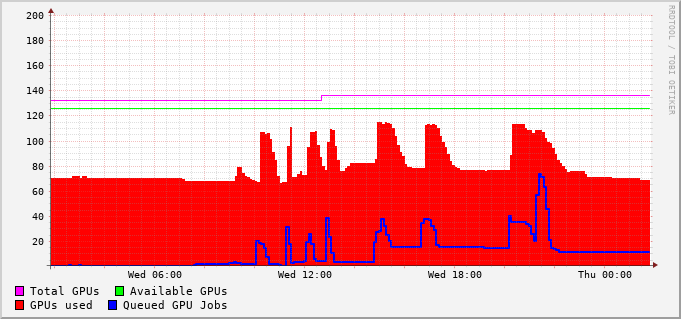 200
180
160
140
120
100
80
60
40
20
Wed 06:00 Wed 12:00 Wed 18:00 Thu 00:00
Total GPUs Available GPUs
GPUs used Queued GPU Jobs
RRDTOOL / TOBI OETIKER